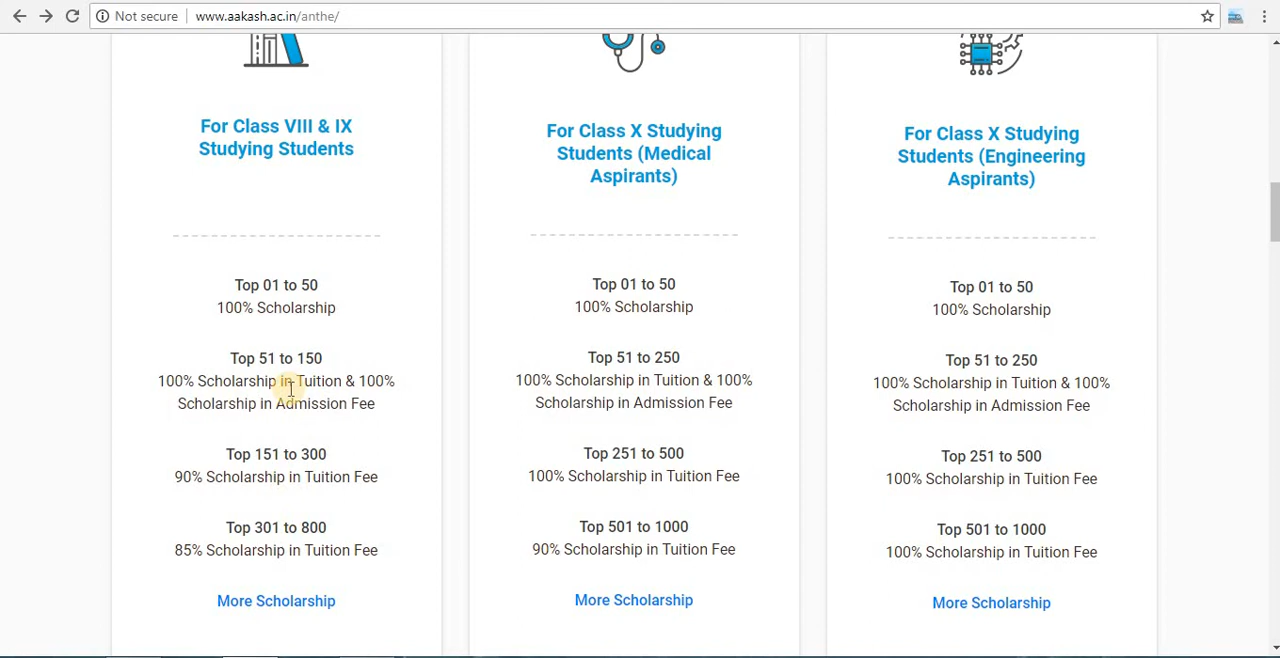 Not secure
www.aakash.ac.in/anthe/
For Class VIII & IX
Studying Students
Top 01 to 50
100% Scholarship
Top 51 to 150
100% Scholarship in Tuition & 100%
Scholarship in Admission Fee
Top 151 to 300
90% Scholarship in Tuition Fee
Top 301 to 800
85% Scholarship in Tuition Fee
More Scholarship
For Class X Studying
Students (Medical
Aspirants)
Top 01 to 50
100% Scholarship
Top 51 to 250
100% Scholarship in Tuition & 100%
Scholarship in Admission Fee
Top 251 to 500
100% Scholarship in Tuition Fee
Top 501 to 1000
90% Scholarship in Tuition Fee
More Scholarship
For Class X Studying
Students (Engineering
Aspirants)
Top 01 to 50
100% Scholarship
Top 51 to 250
100% Scholarship in Tuition & 100%
Scholarship in Admission Fee
Top 251 to 500
100% Scholarship in Tuition Fee
Top 501 to 1000
100% Scholarship in Tuition Fee
More Scholarship